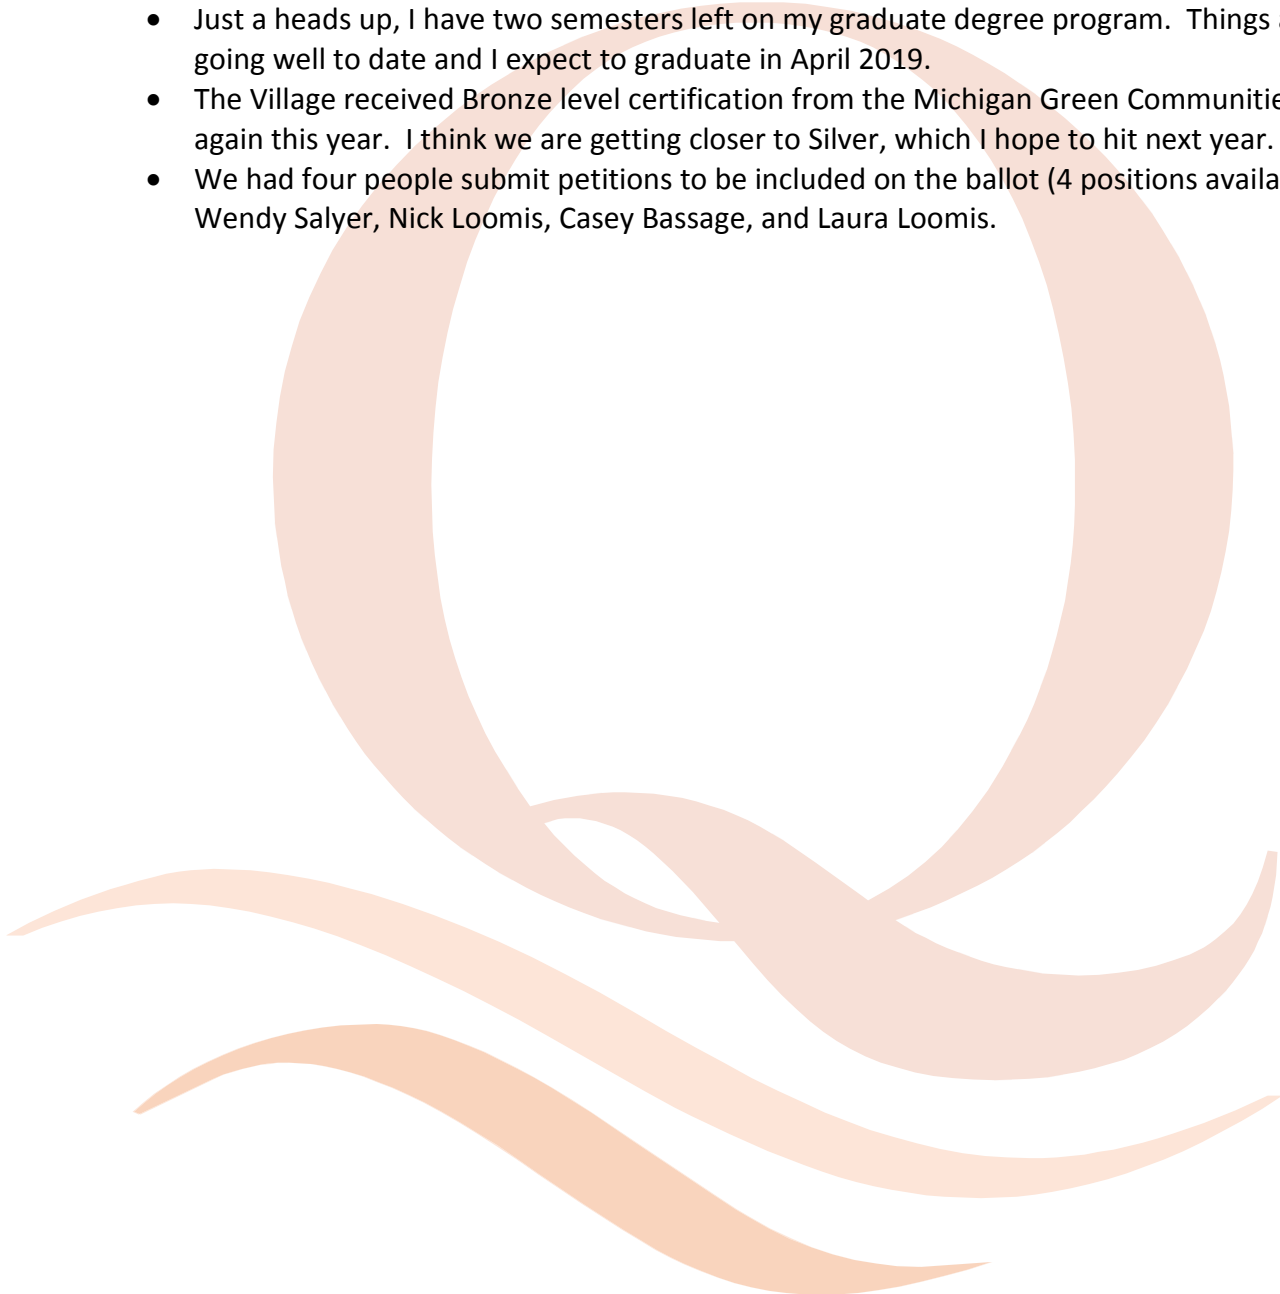 • Just a heads up, I have two semesters left on my graduate degree program. Things
going well to date and I expect to graduate in April 2019.
• The Village received Bronze level certification from the Michigan Green
again this year. I think we are getting closer to Silver, which I hope to hit next year.
• We had four people submit petitions to be included on the ballot (4 positions
Wendy Salyer, Nick Loomis, Casey Bassage, and Laura Loomis.